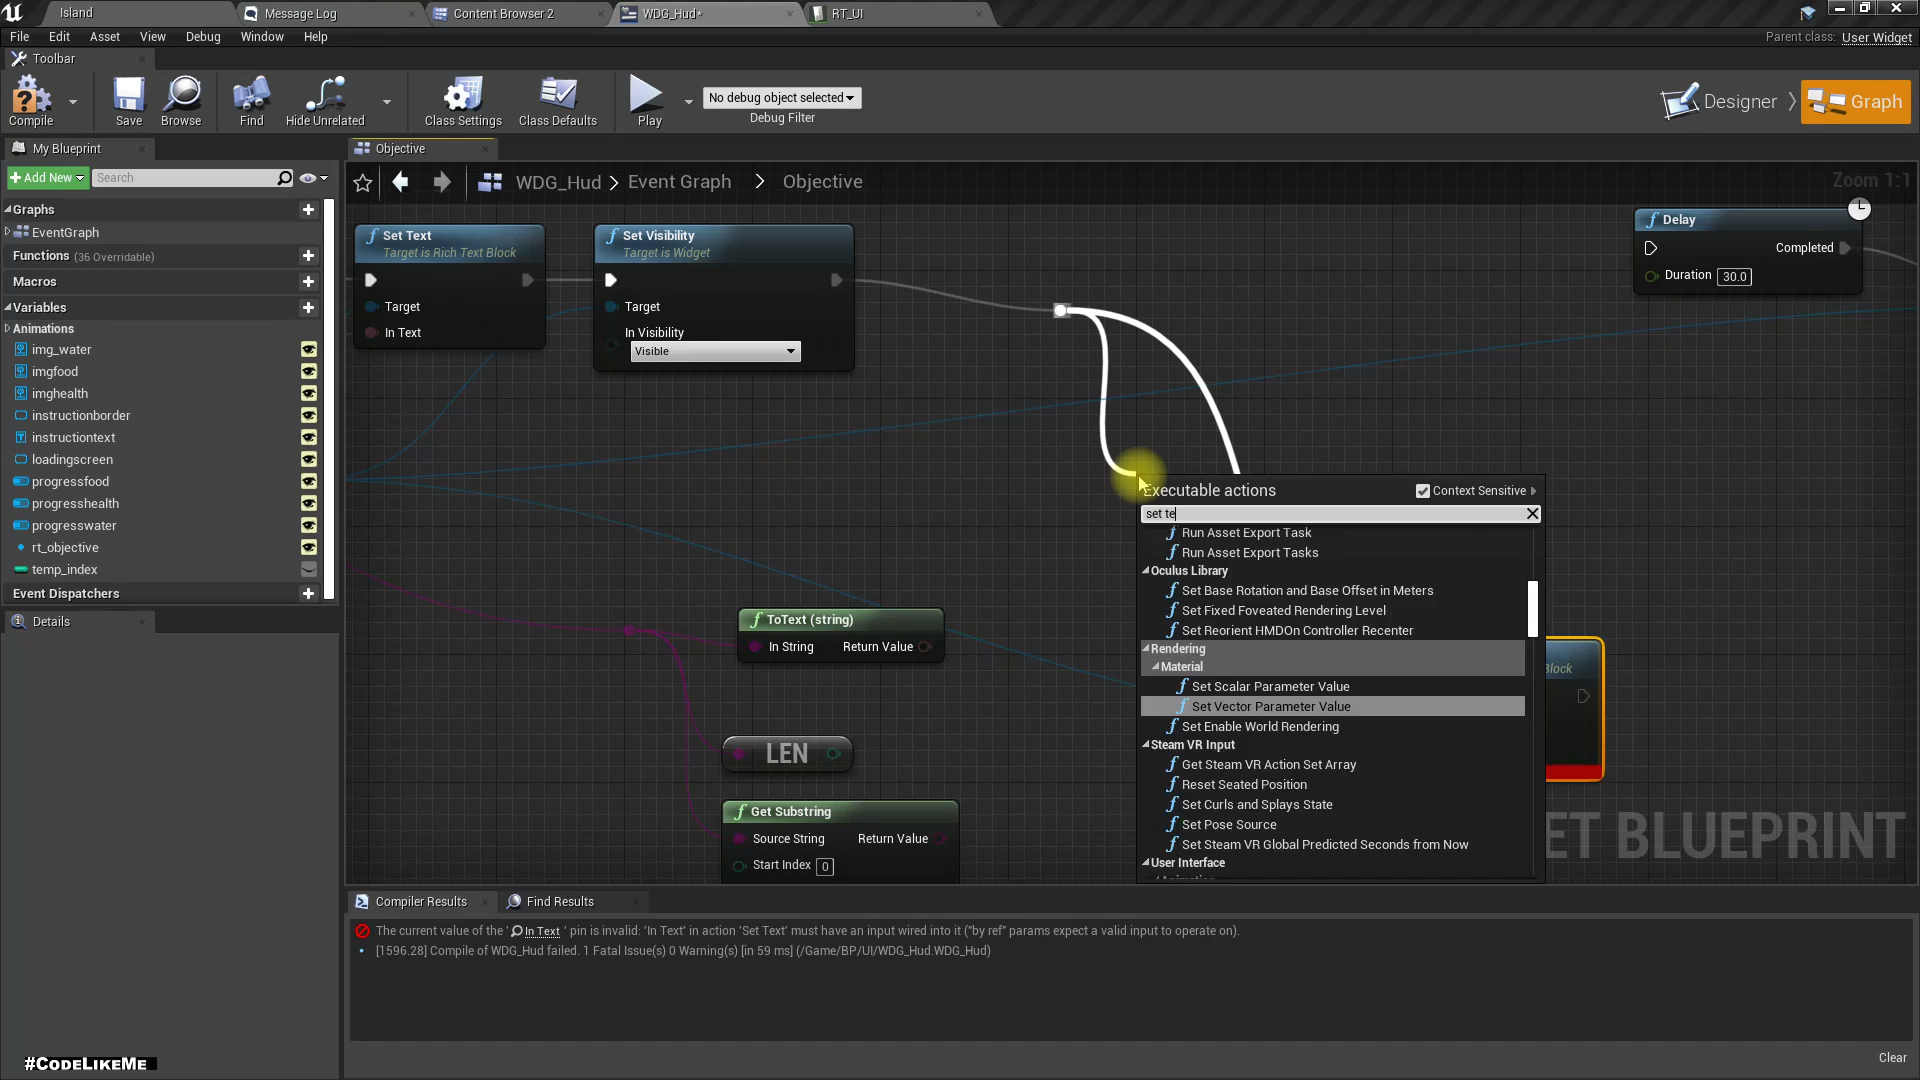 Island
Message Log
Content Browser 2
WDG_Hud*
RT_UI
File
Edit
Asset
View
Debug
Window
Help
Parent class:
User Widget
Toolbar
Compile
Save
Browse
Find
Hide Unrelated
Class Settings
Class Defaults
Play
No debug object selected
Debug Filter
Designer
Graph
My Blueprint
Objective
Add New
Search
WDG_Hud
Event Graph
Objective
Zoom 1:1
Graphs
EventGraph
Functions (36 Overridable)
Macros
Variables
Animations
img_water
imgfood
imghealth
instructionborder
instructiontext
loadingscreen
progressfood
progresshealth
progresswater
rt_objective
temp_index
Event Dispatchers
Details
Set Text
Target is Rich Text Block
Target
In Text
Set Visibility
Target is Widget
Target
In Visibility
Visible
Delay
Completed
Duration 30.0
ToText (string)
In String
Return Value
LEN
Get Substring
Source String
Return Value
Start Index 0
Executable actions
Context Sensitive
set te
Run Asset Export Task
Run Asset Export Tasks
Oculus Library
Set Base Rotation and Base Offset in Meters
Set Fixed Foveated Rendering Level
Set Reorient HMDOn Controller Recenter
Rendering
Material
Set Scalar Parameter Value
Set Vector Parameter Value
Set Enable World Rendering
Steam VR Input
Get Steam VR Action Set Array
Reset Seated Position
Set Curls and Splays State
Set Pose Source
Set Steam VR Global Predicted Seconds from Now
User Interface
Block
ET BLUEPRINT
Compiler Results
Find Results
The current value of the ' In Text ' pin is invalid: 'In Text' in action 'Set Text' must have an input wired into it ("by ref" params expect a valid input to operate on).
[1596.28] Compile of WDG_Hud failed. 1 Fatal Issue(s) 0 Warning(s) [in 59 ms] (/Game/BP/UI/WDG_Hud.WDG_Hud)
Clear
#CodeLikeMe